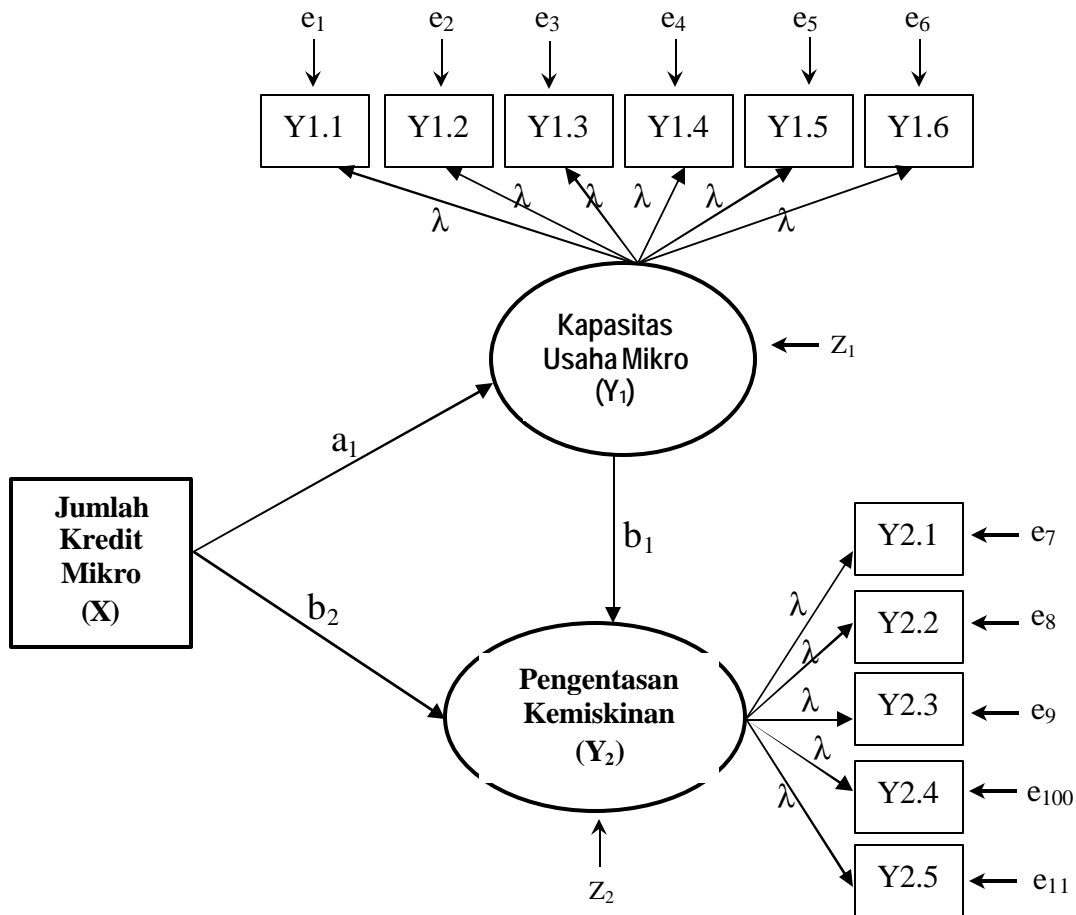 e₁ e₂ e₃ e₄ e₅ e₆
Y1.1 Y1.2 Y1.3 Y1.4 Y1.5 Y1.6
λ λ λ λ λ λ
Kapasitas
Usaha Mikro
(Y₁)
Z₁
a₁
Jumlah
Kredit
Mikro
(X)
b₁
b₂
Pengentasan
Kemiskinan
(Y₂)
Z₂
λ
λ
λ
λ
λ
Y2.1 e₇
Y2.2 e₈
Y2.3 e₉
Y2.4 e₁₀₀
Y2.5 e₁₁